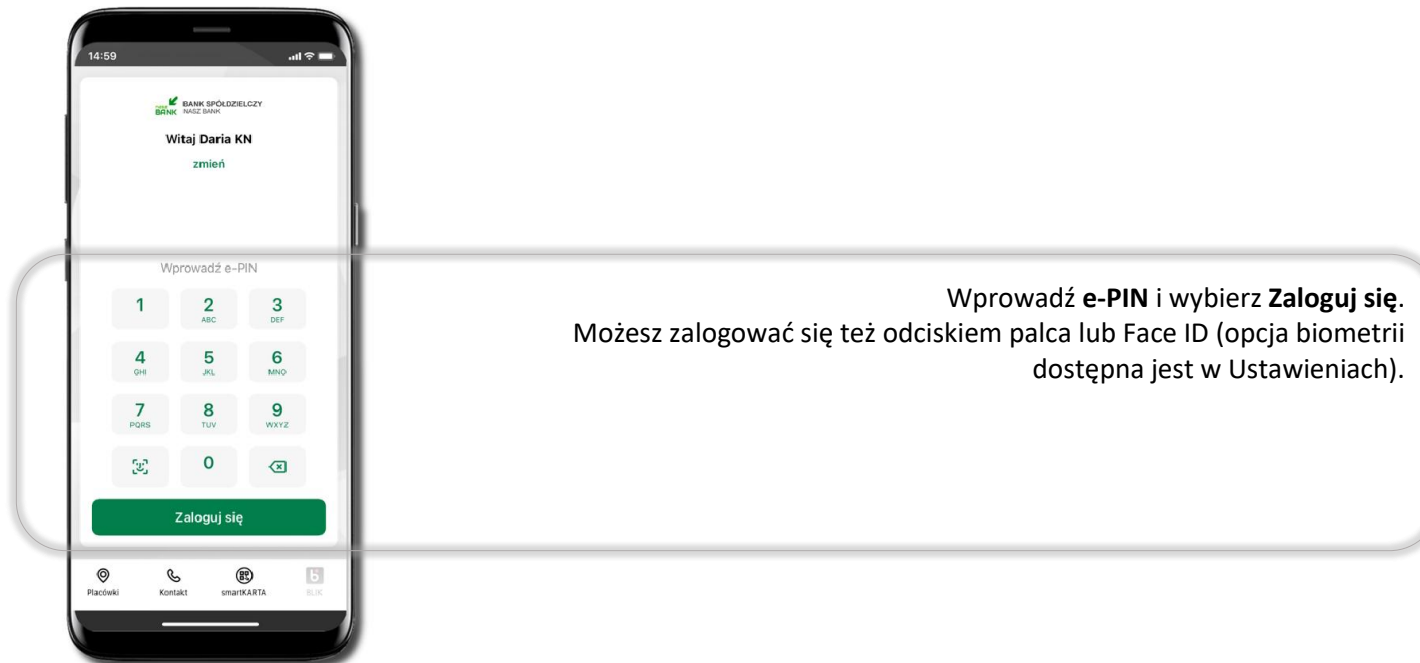 14:59
nasz BANK BANK SPÓŁDZIELCZY
NASZ BANK
Witaj Daria KN
zmień
Wprowadź e-PIN
1 2 3
ABC DEF
4 5 6
GHI JKL MNO
7 8 9
PQRS TUV WXYZ
0
Zaloguj się
Placówki Kontakt smartKARTA BLIK
Wprowadź e-PIN i wybierz Zaloguj się.
Możesz zalogować się też odciskiem palca lub Face ID (opcja biometrii
dostępna jest w Ustawieniach).